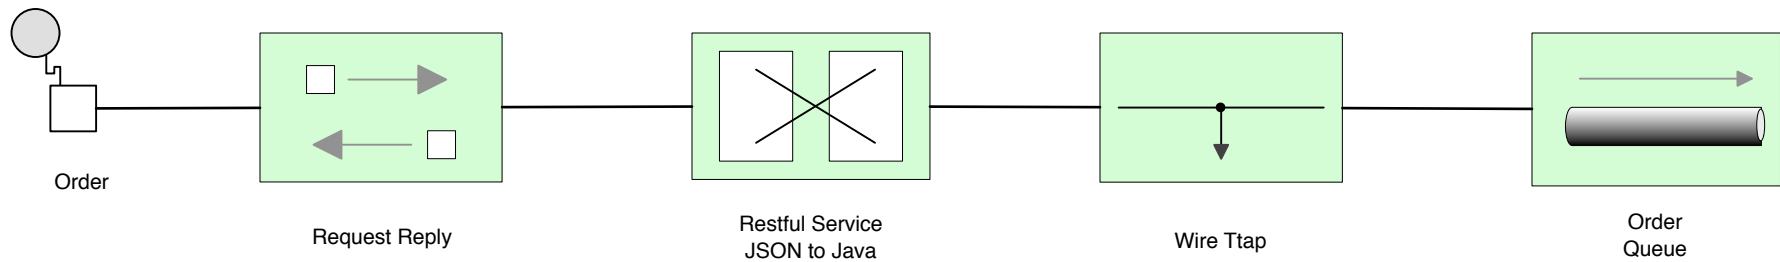 Order
Request Reply
Restful Service
JSON to Java
Wire Ttap
Order
Queue